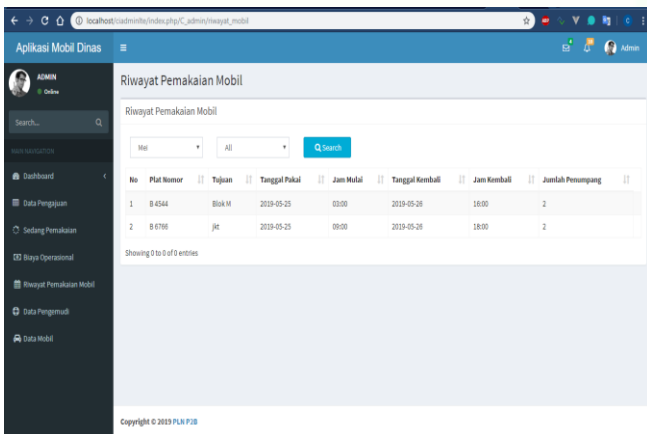 localhost/ciadminlte/index.php/C_admin/riwayat_mobil
Aplikasi Mobil Dinas
Admin
ADMIN
Online
Search...
MAIN NAVIGATION
Dashboard
Data Pengajuan
Sedang Pemakaian
Biaya Operasional
Riwayat Pemakaian Mobil
Data Pengemudi
Data Mobil
Riwayat Pemakaian Mobil
Riwayat Pemakaian Mobil
Mei All Search
No Plat Nomor Tujuan Tanggal Pakai Jam Mulai Tanggal Kembali Jam Kembali Jumlah Penumpang
1 B 4544 Blok M 2019-05-25 03:00 2019-05-26 16:00 2
2 B 6766 jkt 2019-05-25 09:00 2019-05-26 18:00 2
Showing 0 to 0 of 0 entries
Copyright © 2019 PLN P2B